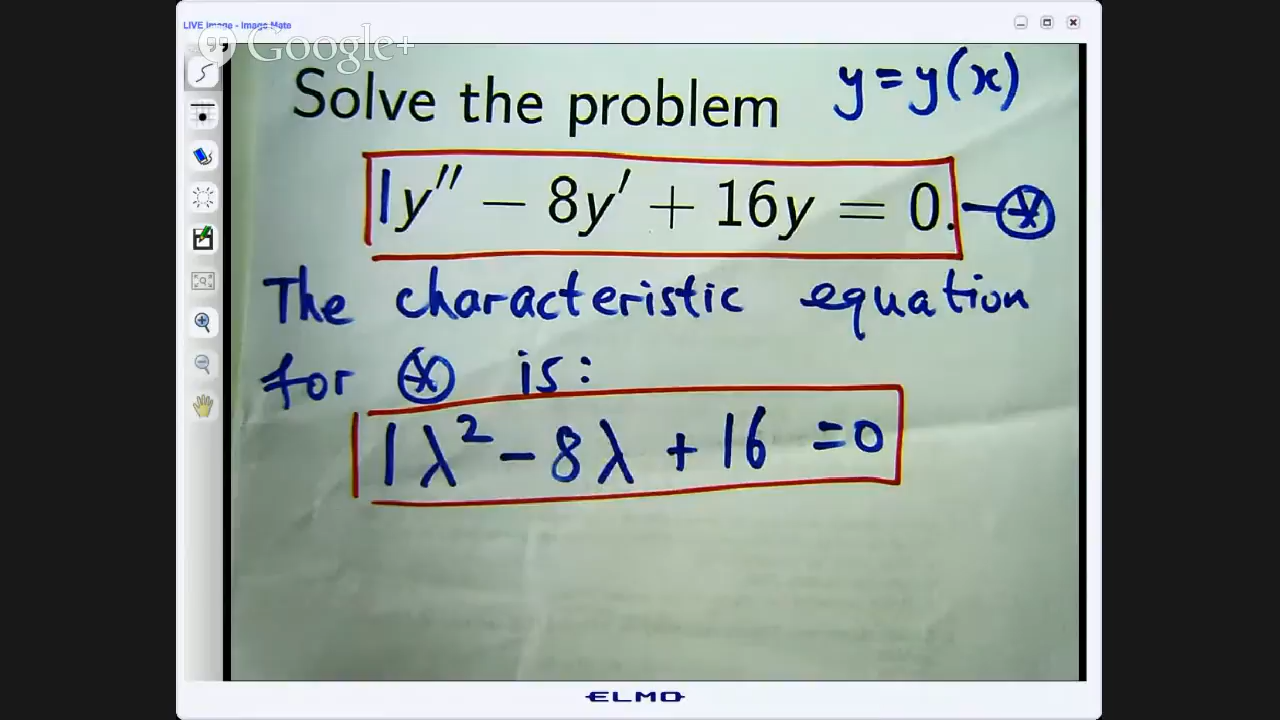 LIVE Image - Image Mate
Google+
Solve the problem y=y(x)
1y″ − 8y′ + 16y = 0. —⊛
The characteristic equation
for ⊛ is:
1λ² - 8λ + 16 = 0
ELMO